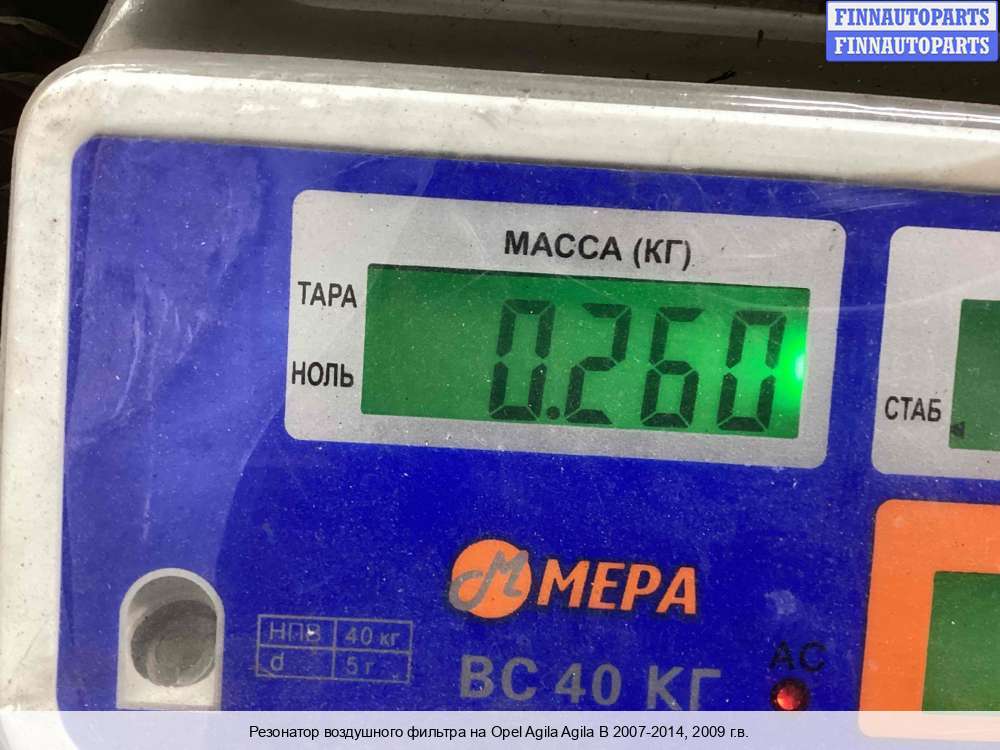 FINNAUTOPARTS
FINNAUTOPARTS
МАССА (КГ)
ТАРА
0.260
НОЛЬ
СТАБ
МЕРА
НПВ 40 кг
d 5 г
ВС 40 КГ
АС
Резонатор воздушного фильтра на Opel Agila Agila B 2007-2014, 2009 г.в.